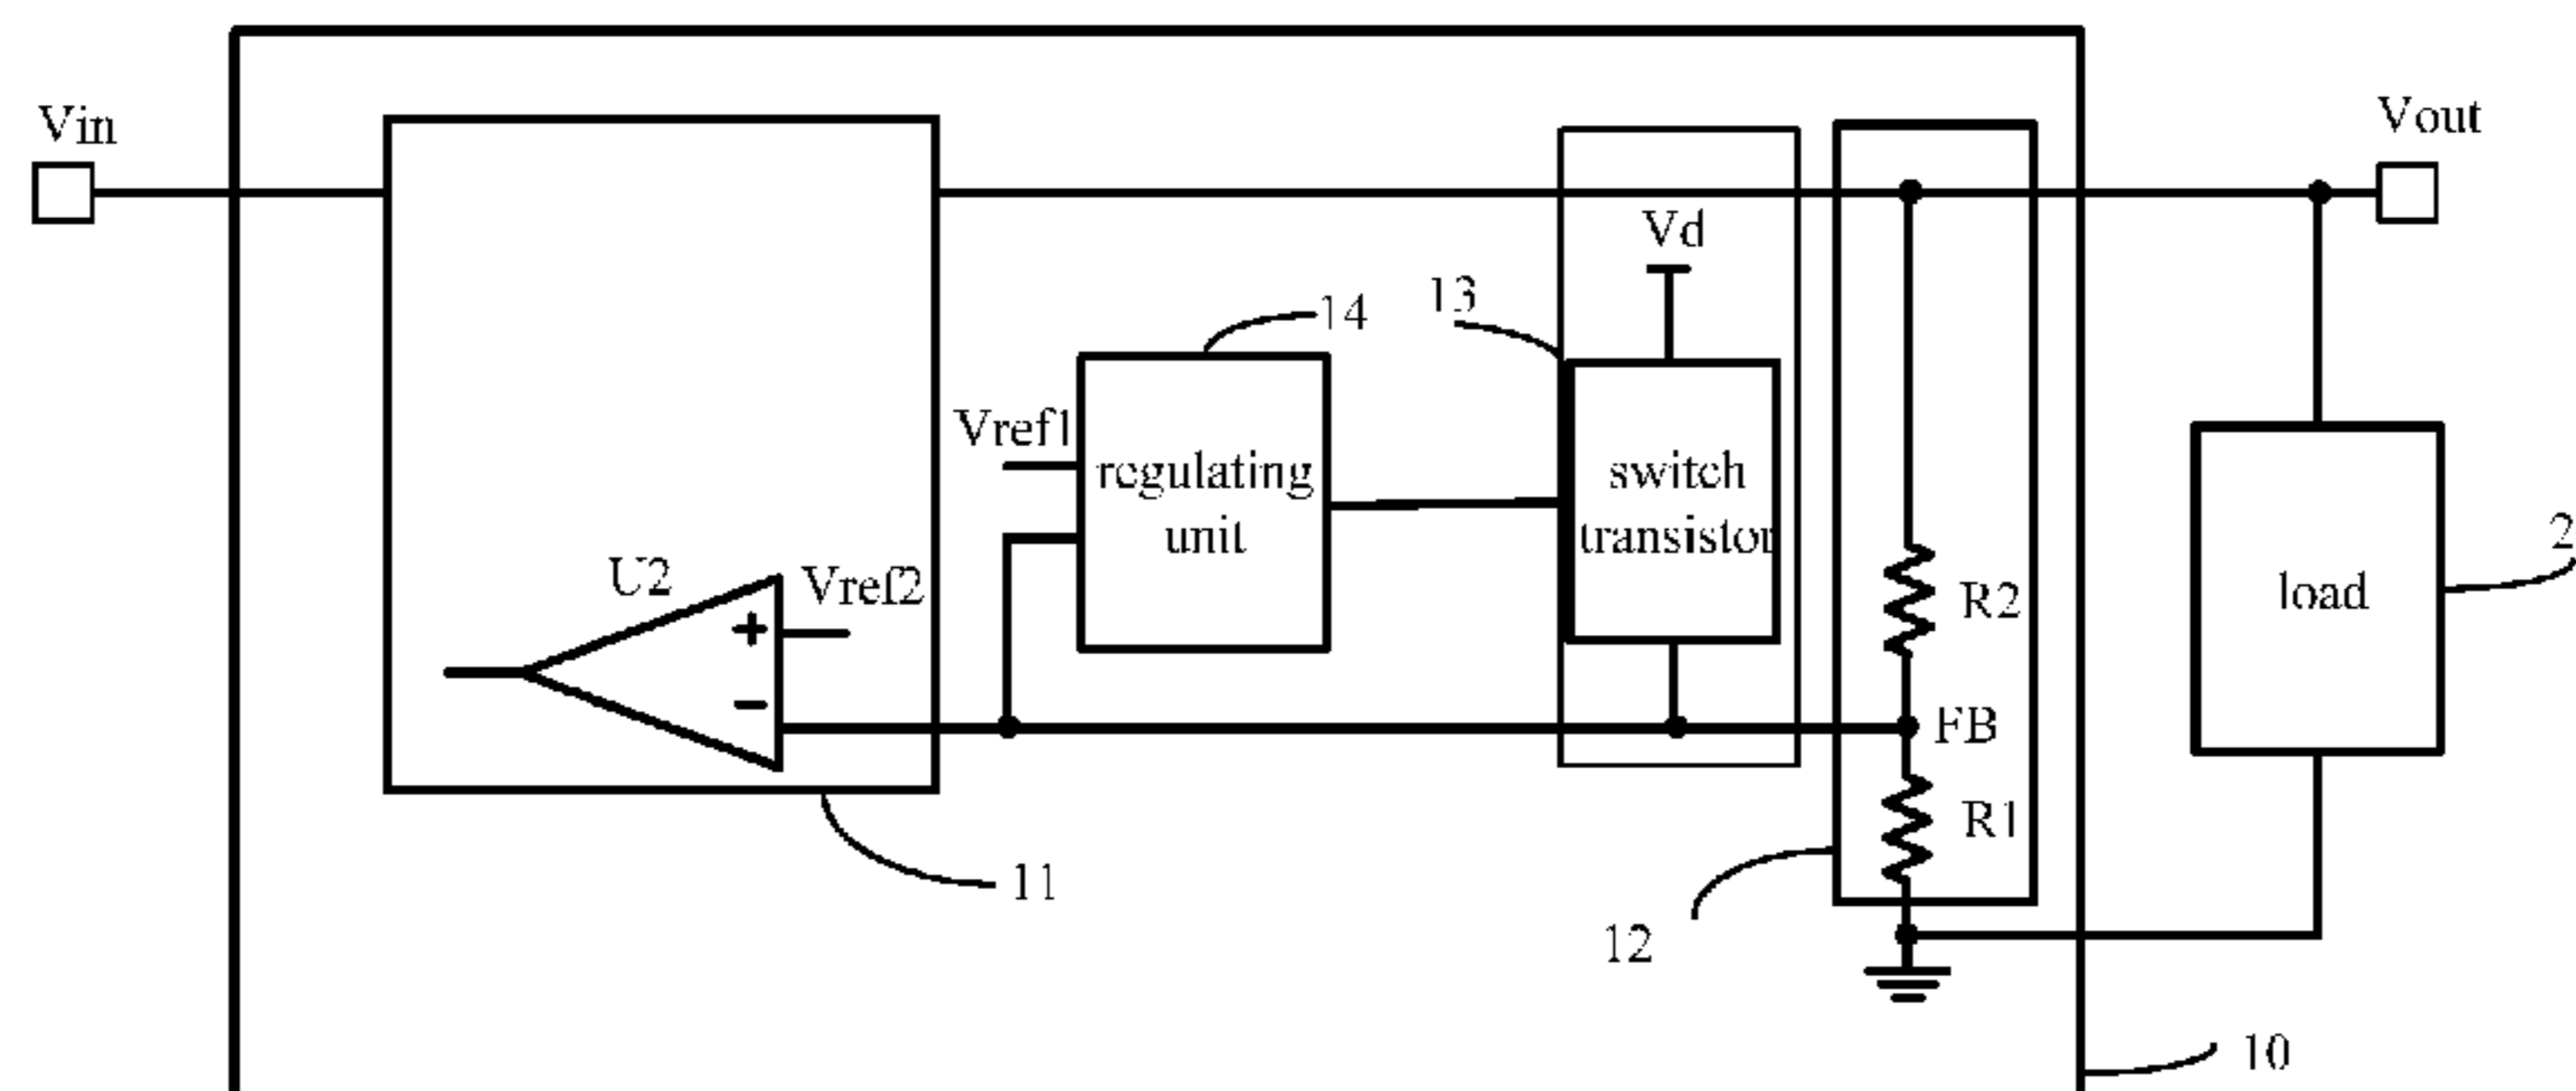 Vin
Vout
Vd
14
13
Vref1
regulating
unit
switch
transistor
U2
Vref2
+
-
R2
load
2
FB
R1
11
12
10